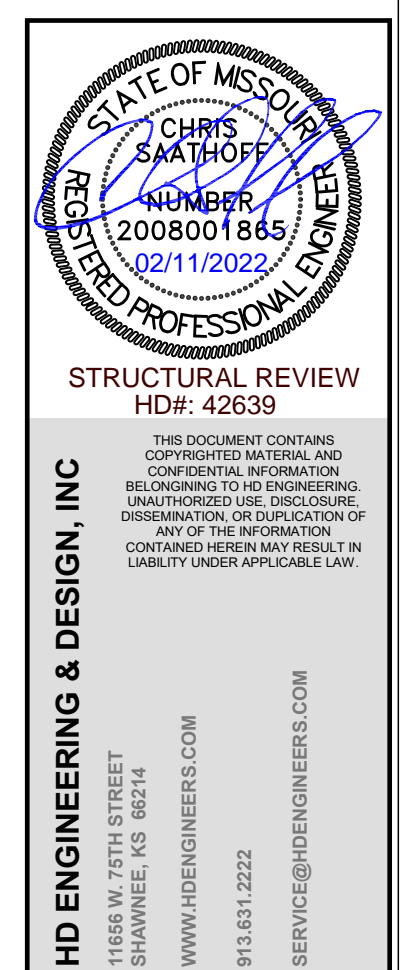 STATE OF MISSOURI
CHRIS
SAATHOFF
NUMBER
2008001865
02/11/2022
REGISTERED PROFESSIONAL ENGINEER
STRUCTURAL REVIEW
HD#: 42639
THIS DOCUMENT CONTAINS
COPYRIGHTED MATERIAL AND
CONFIDENTIAL INFORMATION
BELONGINING TO HD ENGINEERING.
UNAUTHORIZED USE, DISCLOSURE,
DISSEMINATION, OR DUPLICATION OF
ANY OF THE INFORMATION
CONTAINED HEREIN MAY RESULT IN
LIABILITY UNDER APPLICABLE LAW.
HD ENGINEERING & DESIGN, INC
11656 W. 75TH STREET
SHAWNEE, KS 66214
WWW.HDENGINEERS.COM
913.631.2222
SERVICE@HDENGINEERS.COM